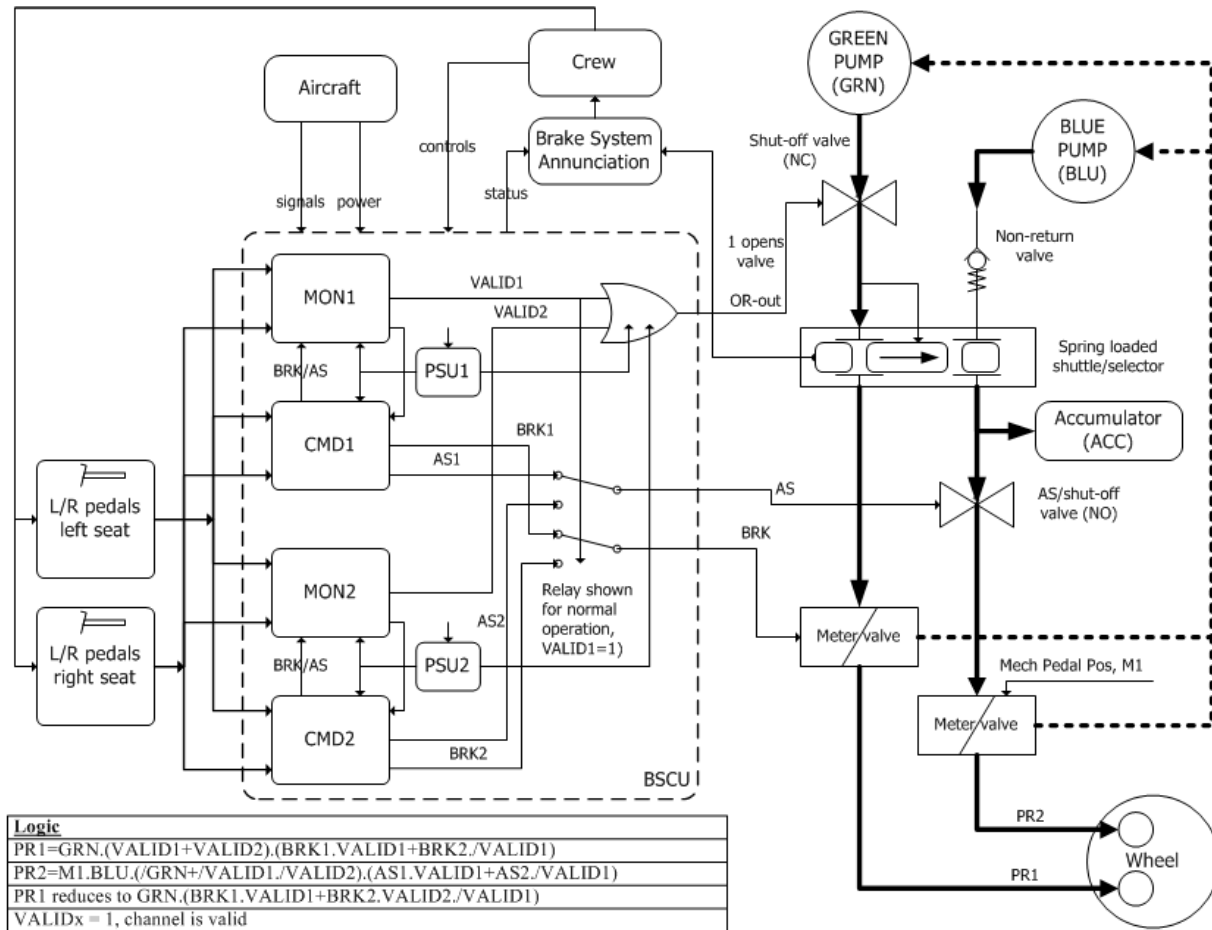 GREEN
PUMP
(GRN)
Crew
Aircraft
BLUE
PUMP
(BLU)
Brake System
Annunciation
Shut-off valve
(NC)
controls
signals
power
status
Non-return
valve
1 opens
valve
OR-out
MON1
VALID1
VALID2
PSU1
BRK/AS
Spring loaded
shuttle/selector
CMD1
BRK1
AS1
Accumulator
(ACC)
L/R pedals
left seat
AS
AS/shut-off
valve (NO)
BRK
MON2
Relay shown
for normal
operation,
VALID1=1)
AS2
Meter valve
L/R pedals
right seat
BRK/AS
PSU2
Mech Pedal Pos, M1
Meter valve
CMD2
BRK2
BSCU
PR2
Wheel
PR1
Logic
PR1=GRN.(VALID1+VALID2).(BRK1.VALID1+BRK2./VALID1)
PR2=M1.BLU.(/GRN+/VALID1./VALID2).(AS1.VALID1+AS2./VALID1)
PR1 reduces to GRN.(BRK1.VALID1+BRK2.VALID2./VALID1)
VALIDx = 1, channel is valid